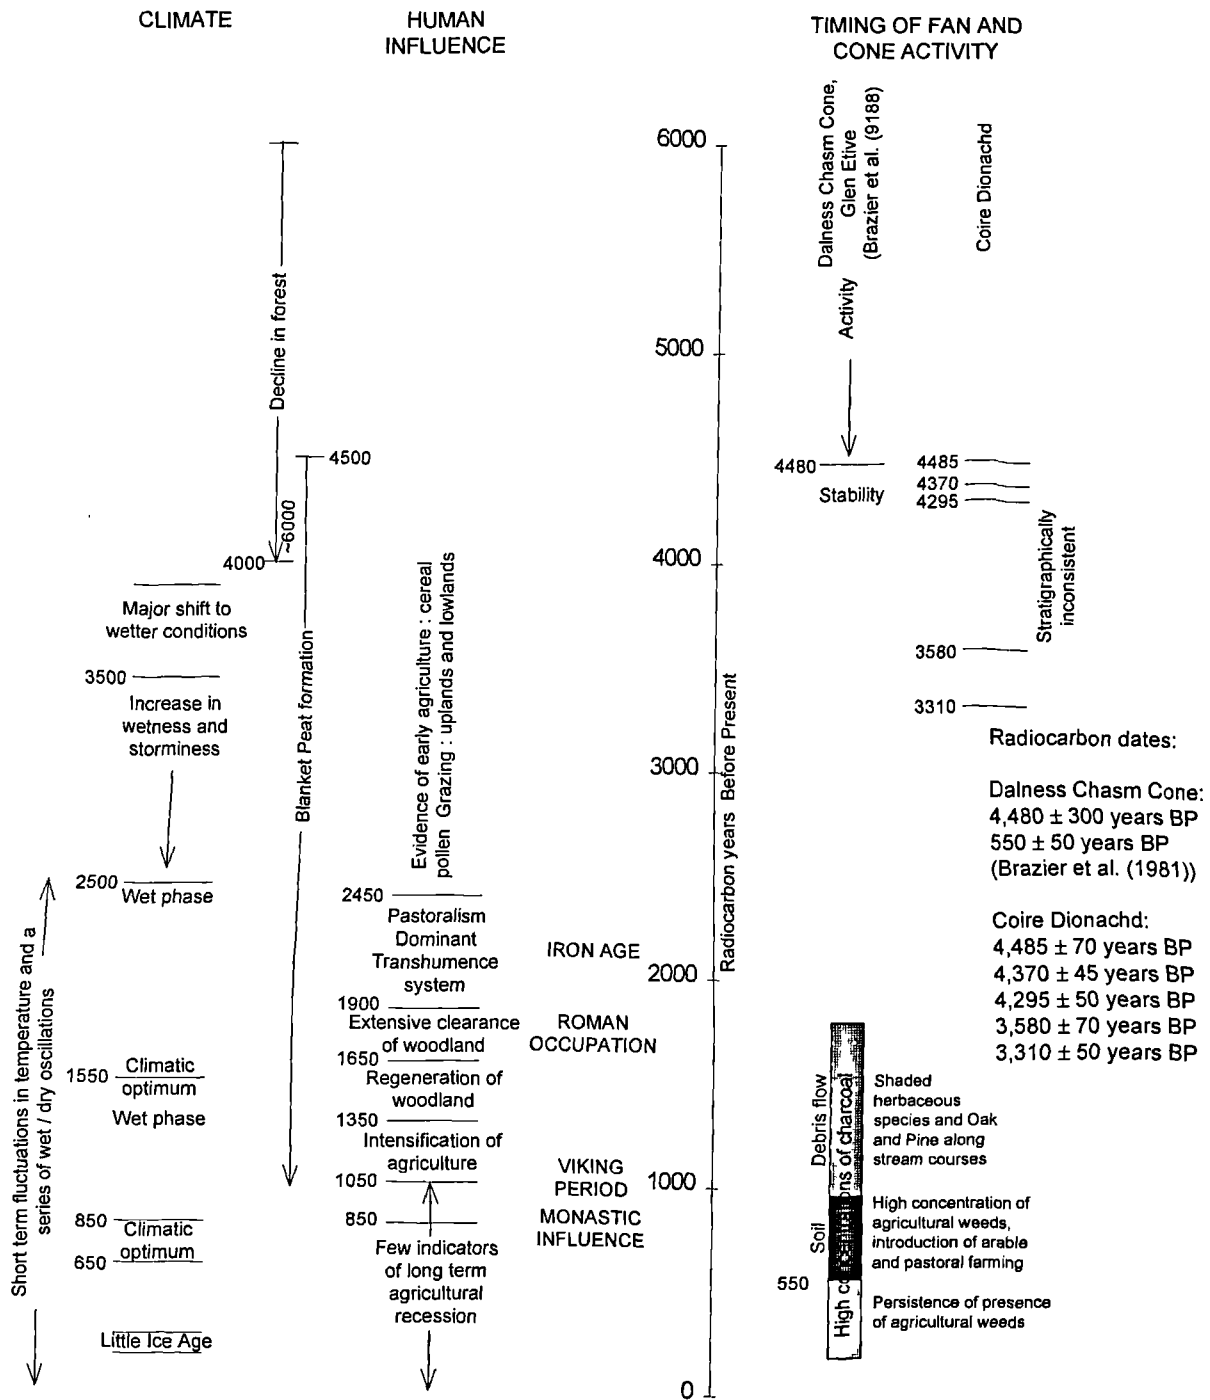 CLIMATE
HUMAN
INFLUENCE
TIMING OF FAN AND
CONE ACTIVITY
Dalness Chasm Cone,
Glen Etive
(Brazier et al. (9188)
Coire Dionachd
6000
5000
4000
3000
2000
1000
0
Radiocarbon years Before Present
Decline in forest
~6000
4000
4500
Blanket Peat formation
Major shift to
wetter conditions
3500
Increase in
wetness and
storminess
2500
Wet phase
Short term fluctuations in temperature and a
series of wet / dry oscillations
1550
Climatic
optimum
Wet phase
850
Climatic
optimum
650
Little Ice Age
Evidence of early agriculture : cereal
pollen Grazing : uplands and lowlands
2450
Pastoralism
Dominant
Transhumence
system
1900
Extensive clearance
of woodland
1650
Regeneration of
woodland
1350
Intensification of
agriculture
1050
850
Few indicators
of long term
agricultural
recession
IRON AGE
ROMAN
OCCUPATION
VIKING
PERIOD
MONASTIC
INFLUENCE
Activity
4480
Stability
4485
4370
4295
Stratigraphically
inconsistent
3580
3310
Radiocarbon dates:
Dalness Chasm Cone:
4,480 ± 300 years BP
550 ± 50 years BP
(Brazier et al. (1981))
Coire Dionachd:
4,485 ± 70 years BP
4,370 ± 45 years BP
4,295 ± 50 years BP
3,580 ± 70 years BP
3,310 ± 50 years BP
Debris flow
Soil
550
High concentrations of charcoal
Shaded
herbaceous
species and Oak
and Pine along
stream courses
High concentration of
agricultural weeds,
introduction of arable
and pastoral farming
Persistence of presence
of agricultural weeds